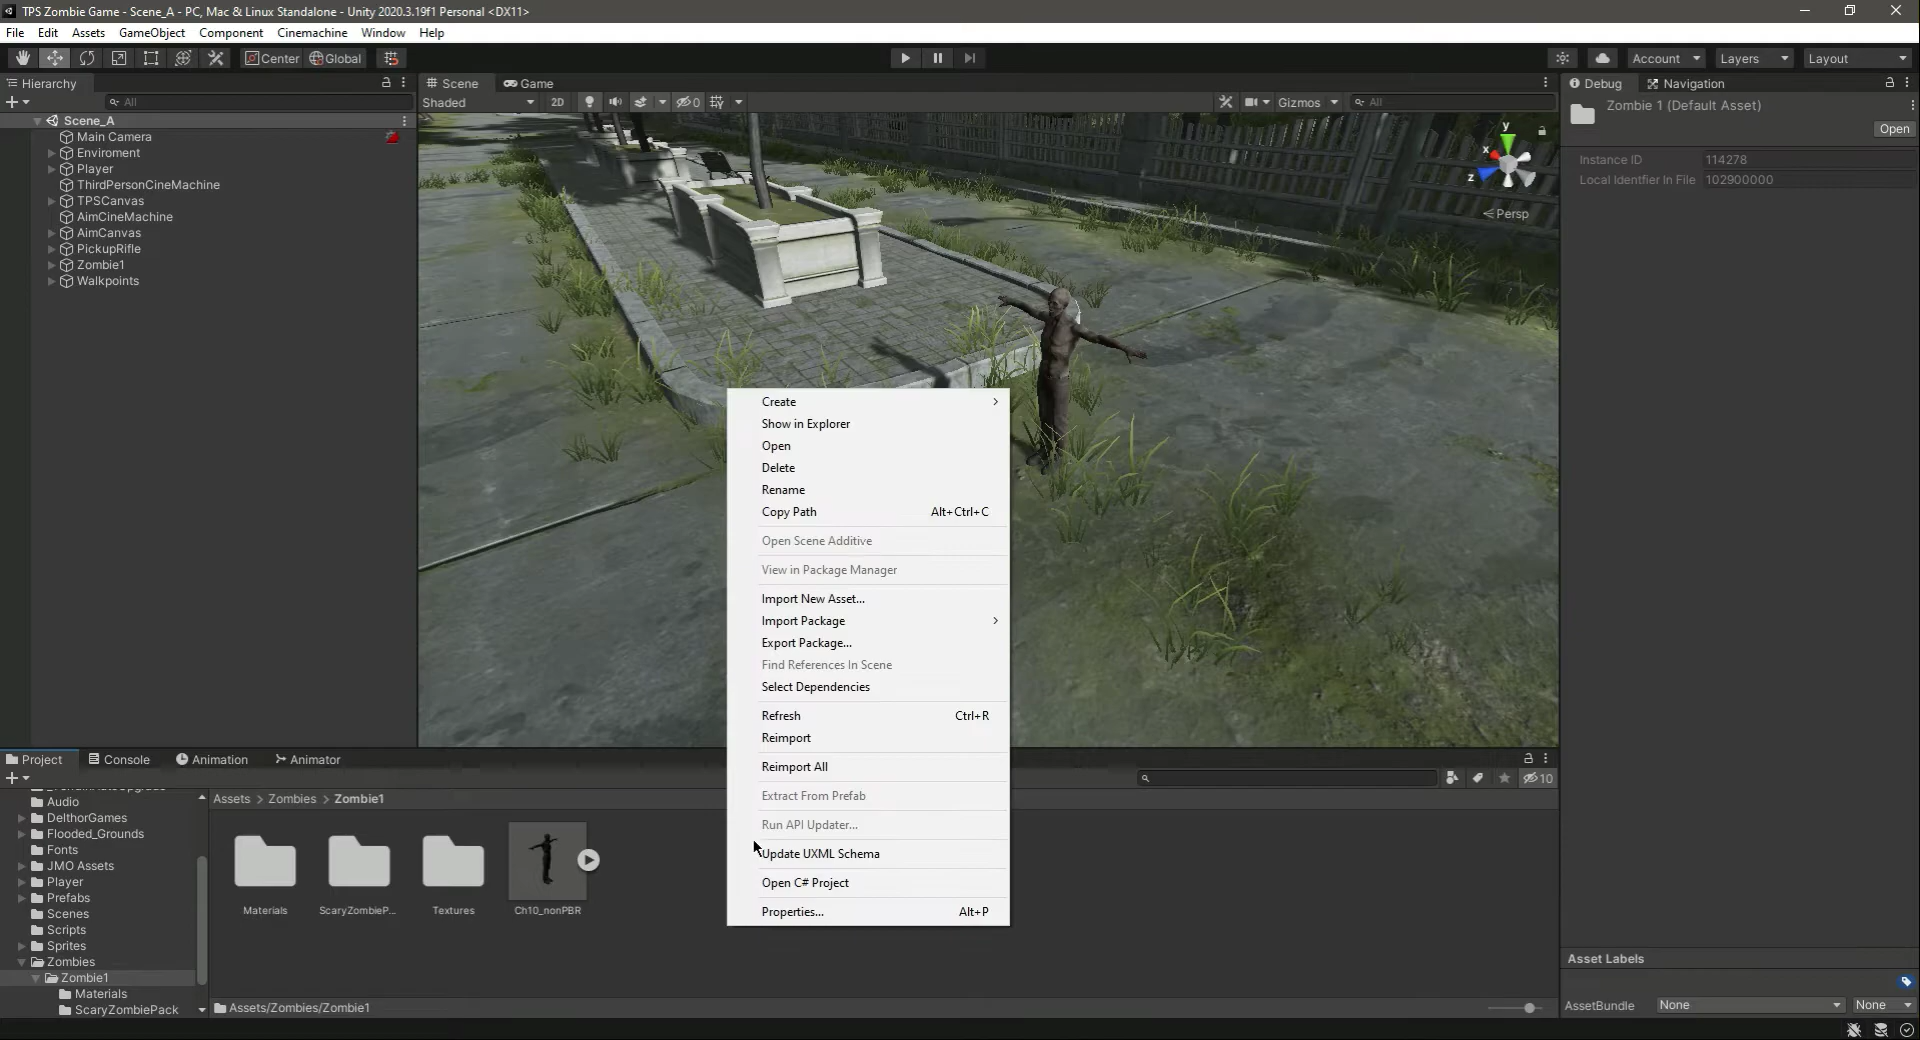 TPS Zombie Game - Scene_A - PC, Mac & Linux Standalone - Unity 2020.3.19f1 Personal <DX11>
File Edit Assets GameObject Component Cinemachine Window Help
Center Global Account Layers Layout
Hierarchy
All
Scene_A
Main Camera
Enviroment
Player
ThirdPersonCineMachine
TPSCanvas
AimCineMachine
AimCanvas
PickupRifle
Zombie1
Walkpoints
Scene Game
Shaded 2D 0 Gizmos All
y
x
z
Persp
Debug Navigation
Zombie 1 (Default Asset)
Open
Instance ID 114278
Local Identfier In File 102900000
Create
Show in Explorer
Open
Delete
Rename
Copy Path Alt+Ctrl+C
Open Scene Additive
View in Package Manager
Import New Asset...
Import Package
Export Package...
Find References In Scene
Select Dependencies
Refresh Ctrl+R
Reimport
Reimport All
Extract From Prefab
Run API Updater...
Update UXML Schema
Open C# Project
Properties... Alt+P
Project Console Animation Animator
10
Audio
DelthorGames
Flooded_Grounds
Fonts
JMO Assets
Player
Prefabs
Scenes
Scripts
Sprites
Zombies
Zombie1
Materials
ScaryZombiePack
Assets > Zombies > Zombie1
Materials
ScaryZombieP...
Textures
Ch10_nonPBR
Assets/Zombies/Zombie1
Asset Labels
AssetBundle None None